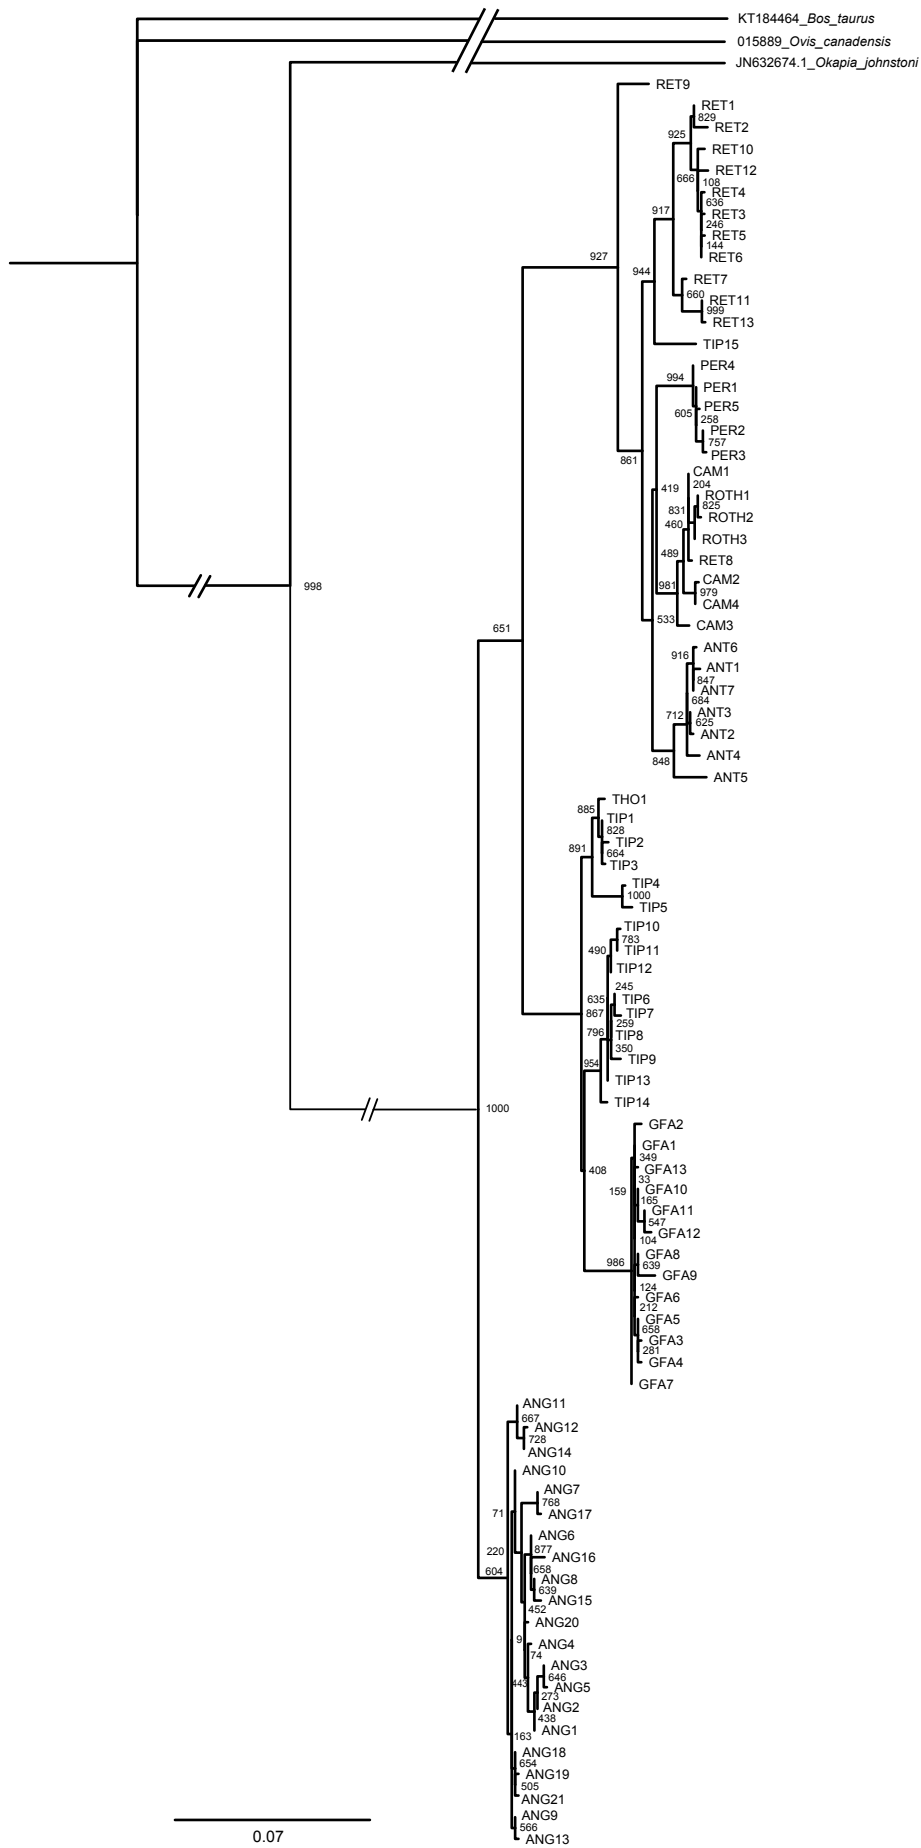 KT184464_Bos_taurus
015889_Ovis_canadensis
JN632674.1_Okapia_johnstoni
RET9
RET1
829
RET2
925
RET10
RET12
666
108
RET4
636
917
RET3
246
RET5
144
RET6
927
944
RET7
660
RET11
999
RET13
TIP15
PER4
994
PER1
PER5
605
258
PER2
757
PER3
861
CAM1
204
419
ROTH1
825
831
ROTH2
460
ROTH3
489
RET8
981
CAM2
979
CAM4
998
533
CAM3
651
ANT6
916
ANT1
847
ANT7
684
ANT3
712
625
ANT2
ANT4
848
ANT5
THO1
885
TIP1
828
TIP2
891
664
TIP3
TIP4
1000
TIP5
TIP10
783
490
TIP11
TIP12
245
635
TIP6
867
TIP7
259
796
TIP8
350
TIP9
954
TIP13
TIP14
1000
GFA2
GFA1
349
408
GFA13
33
159
GFA10
165
GFA11
547
GFA12
104
GFA8
986
639
GFA9
124
GFA6
212
GFA5
658
GFA3
281
GFA4
GFA7
ANG11
667
ANG12
728
ANG14
ANG10
ANG7
768
71
ANG17
ANG6
877
220
ANG16
658
604
ANG8
639
ANG15
452
ANG20
9
ANG4
74
ANG3
646
443
ANG5
273
ANG2
438
ANG1
163
ANG18
654
ANG19
505
ANG21
ANG9
566
ANG13
0.07